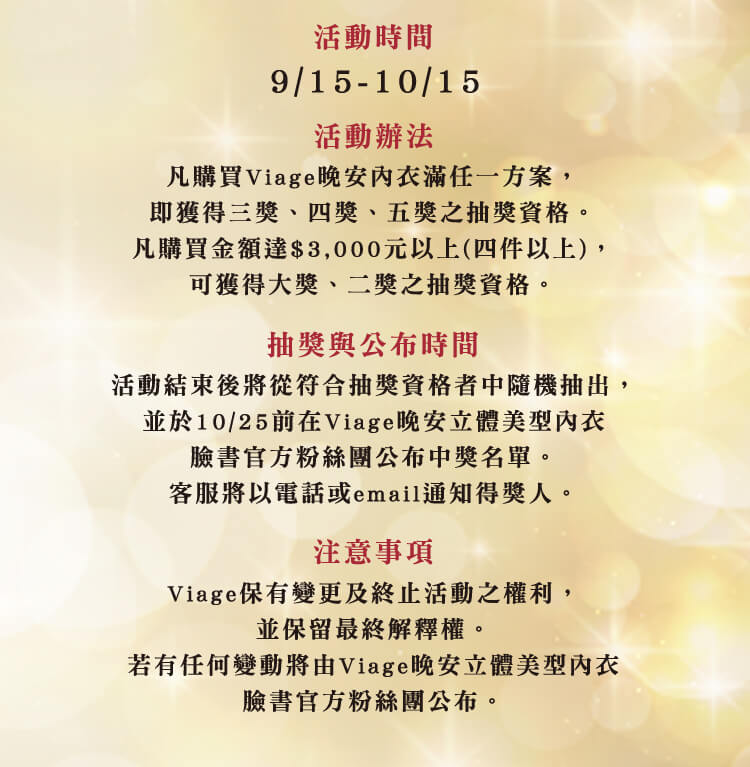 活動時間
9/15-10/15
活動辦法
凡購買Viage晚安內衣滿任一方案，
即獲得三獎、四獎、五獎之抽獎資格。
凡購買金額達$3,000元以上(四件以上)，
可獲得大獎、二獎之抽獎資格。
抽獎與公布時間
活動結束後將從符合抽獎資格者中隨機抽出，
並於10/25前在Viage晚安立體美型內衣
臉書官方粉絲團公布中獎名單。
客服將以電話或email通知得獎人。
注意事項
Viage保有變更及終止活動之權利，
並保留最終解釋權。
若有任何變動將由Viage晚安立體美型內衣
臉書官方粉絲團公布。